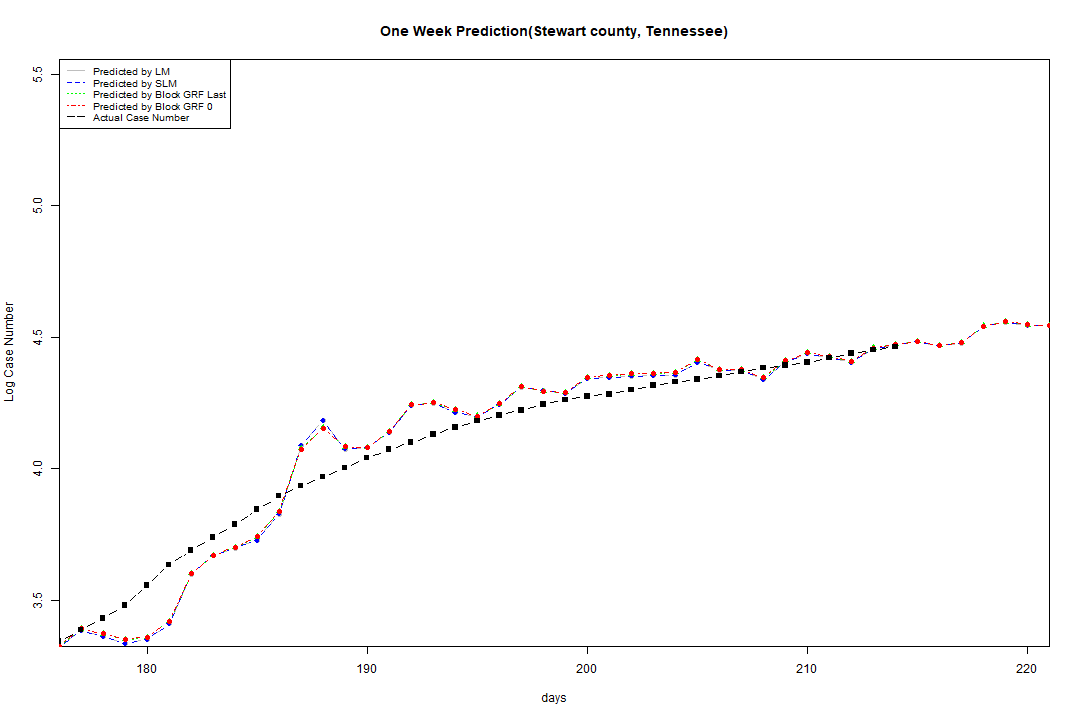 One Week Prediction(Stewart county, Tennessee)
Predicted by LM
Predicted by SLM
Predicted by Block GRF Last
Predicted by Block GRF 0
Actual Case Number
5.5
5.0
4.5
4.0
3.5
Log Case Number
180 190 200 210 220
days